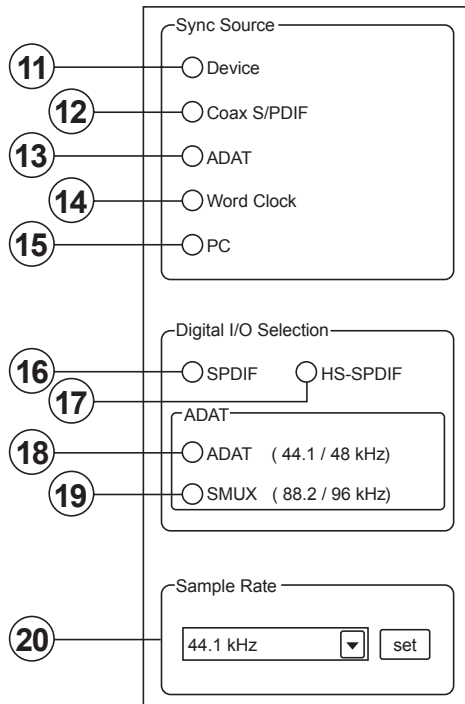 Sync Source
11 Device
12 Coax S/PDIF
13 ADAT
14 Word Clock
15 PC
Digital I/O Selection
16 SPDIF HS-SPDIF
17
ADAT
18 ADAT ( 44.1 / 48 kHz)
19 SMUX ( 88.2 / 96 kHz)
Sample Rate
20 44.1 kHz set